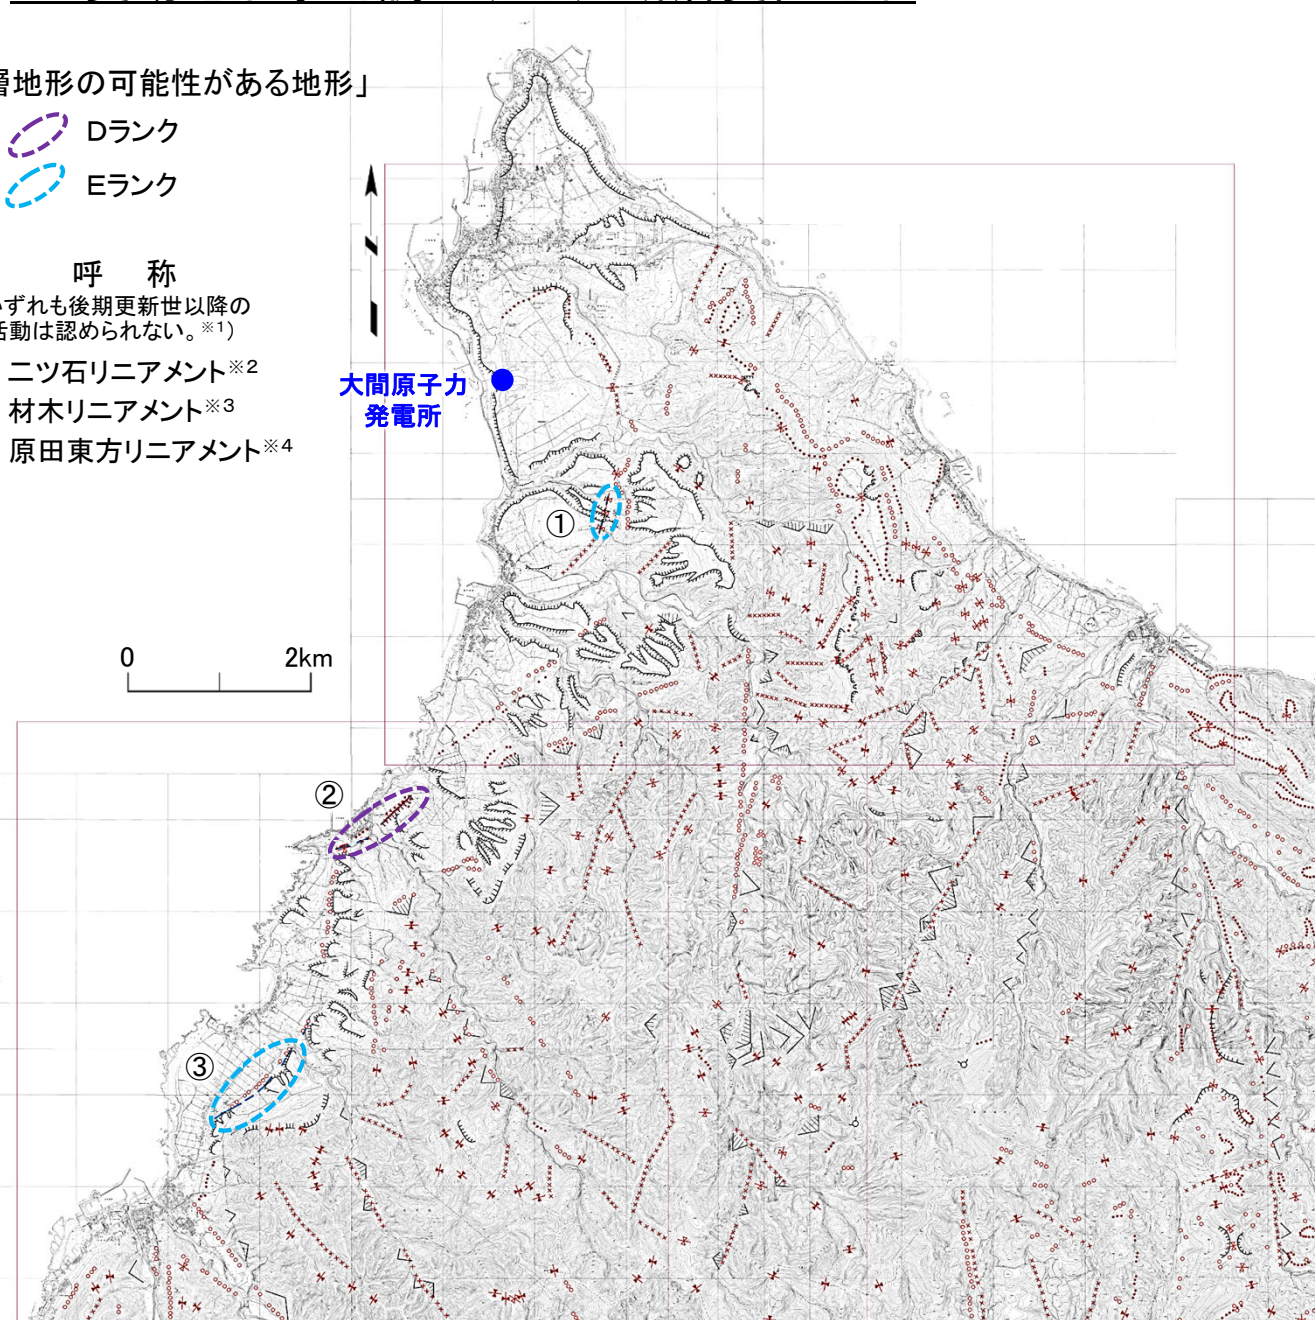 層地形の可能性がある地形」
Dランク
Eランク
呼 称
いずれも後期更新世以降の
活動は認められない。※1）
二ツ石リニアメント※2
材木リニアメント※3
原田東方リニアメント※4
大間原子力
発電所
①
0 2km
②
③